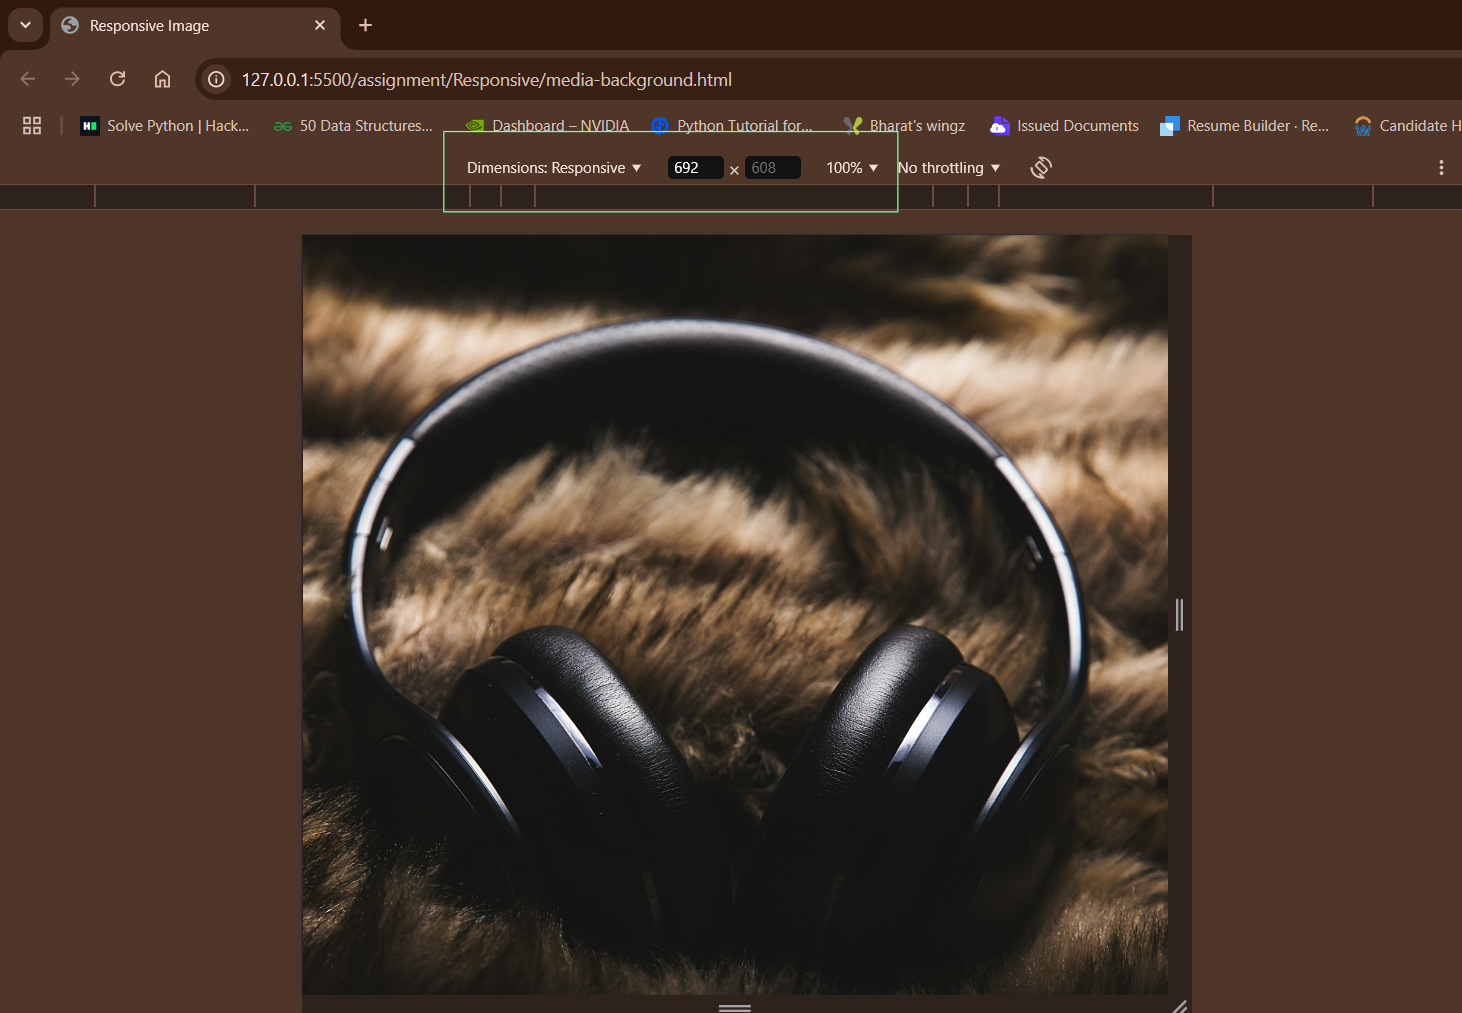 Responsive Image
127.0.0.1:5500/assignment/Responsive/media-background.html
Solve Python | Hack... 50 Data Structures... Dashboard – NVIDIA Python Tutorial for... Bharat's wingz Issued Documents Resume Builder · Re... Candidate H
Dimensions: Responsive 692 × 608 100% No throttling